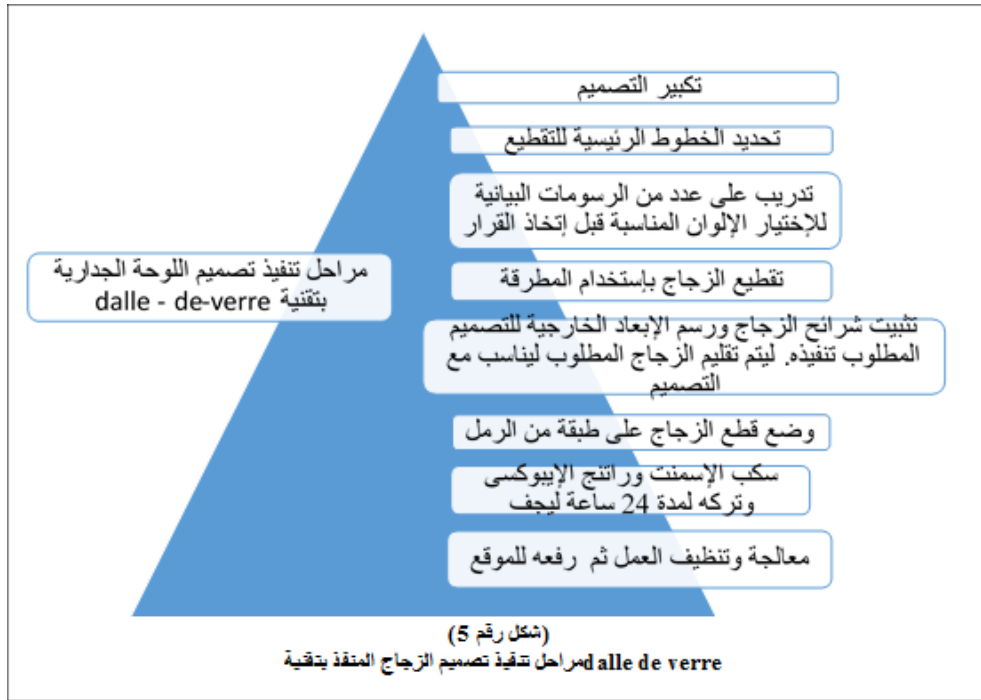 تكبير التصميم
تحديد الخطوط الرئيسية للتقطيع
تدريب على عدد من الرسومات البيانية
للإختيار الإلوان المناسبة قبل إتخاذ القرار
مراحل تنفيذ تصميم اللوحة الجدارية
بتقنية dalle - de-verre
تقطيع الزجاج بإستخدام المطرقة
تثبيت شرائح الزجاج ورسم الإبعاد الخارجية للتصميم
المطلوب تنفيذه. ليتم تقليم الزجاج المطلوب ليناسب مع
التصميم
وضع قطع الزجاج على طبقة من الرمل
سكب الإسمنت وراتنج الإيبوكسى
وتركه لمدة 24 ساعة ليجف
معالجة وتنظيف العمل ثم رفعه للموقع
(شكل رقم 5)
مراحل تنفيذ تصميم الزجاج المنفذ بتقنية dalle de verre